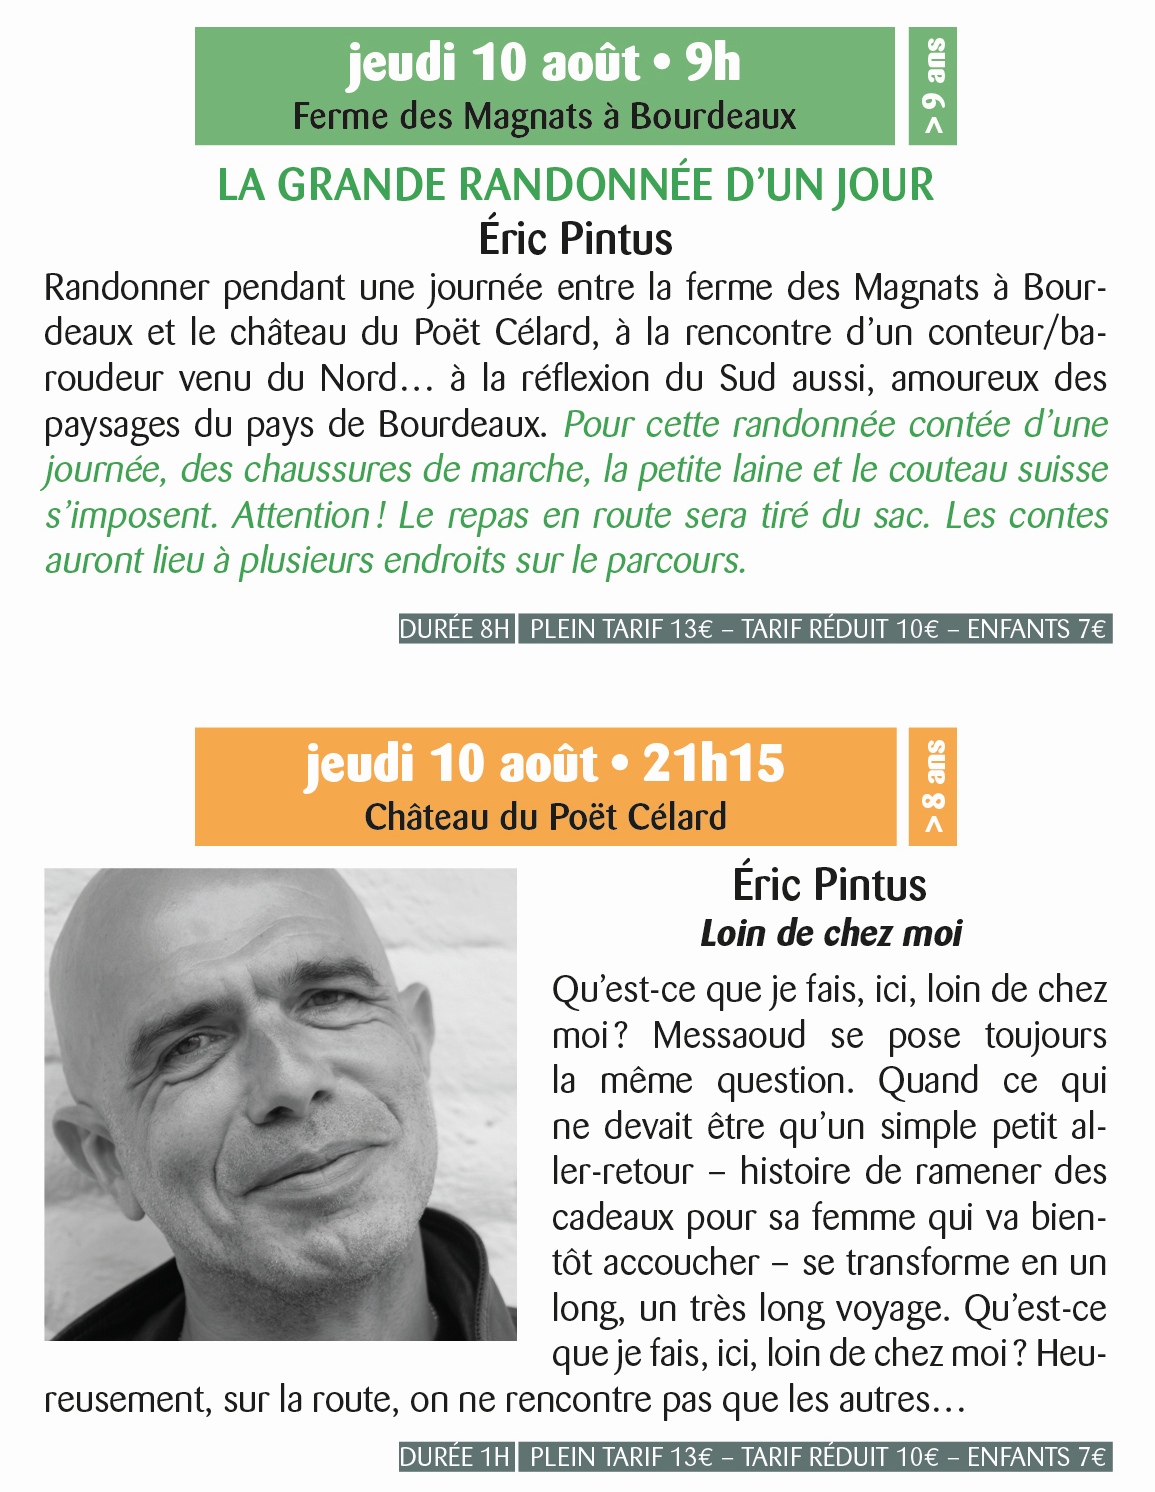 jeudi 10 août • 9h
Ferme des Magnats à Bourdeaux
> 9 ans
LA GRANDE RANDONNÉE D’UN JOUR
Éric Pintus
Randonner pendant une journée entre la ferme des Magnats à Bour-
deaux et le château du Poët Célard, à la rencontre d’un conteur/ba-
roudeur venu du Nord… à la réflexion du Sud aussi, amoureux des
paysages du pays de Bourdeaux. Pour cette randonnée contée d’une
journée, des chaussures de marche, la petite laine et le couteau suisse
s’imposent. Attention ! Le repas en route sera tiré du sac. Les contes
auront lieu à plusieurs endroits sur le parcours.
DURÉE 8H | PLEIN TARIF 13€ – TARIF RÉDUIT 10€ – ENFANTS 7€
jeudi 10 août • 21h15
Château du Poët Célard
> 8 ans
Éric Pintus
Loin de chez moi
Qu’est-ce que je fais, ici, loin de chez
moi ? Messaoud se pose toujours
la même question. Quand ce qui
ne devait être qu’un simple petit al-
ler-retour – histoire de ramener des
cadeaux pour sa femme qui va bien-
tôt accoucher – se transforme en un
long, un très long voyage. Qu’est-ce
que je fais, ici, loin de chez moi ? Heu-
reusement, sur la route, on ne rencontre pas que les autres…
DURÉE 1H | PLEIN TARIF 13€ – TARIF RÉDUIT 10€ – ENFANTS 7€